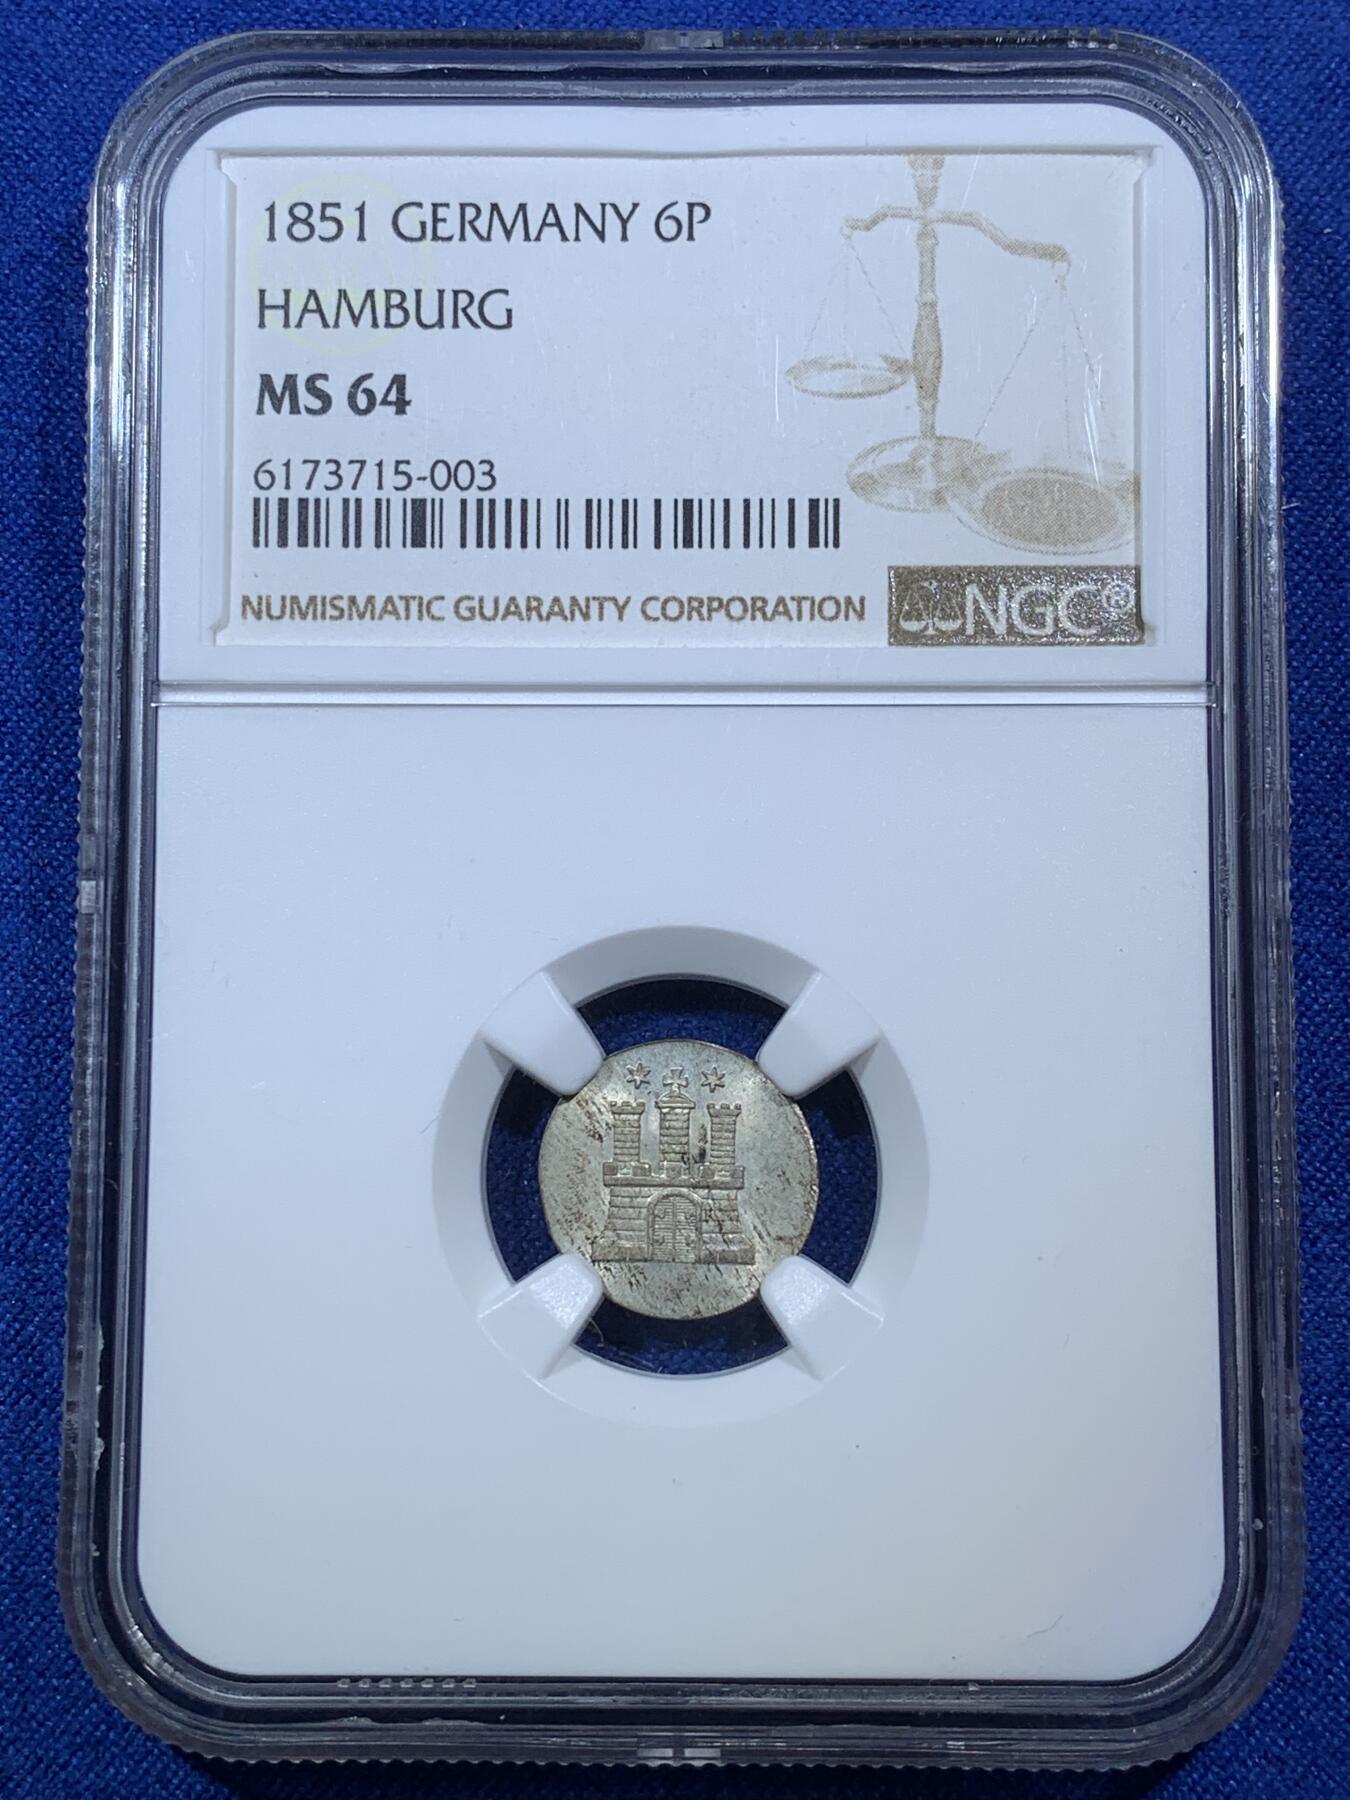 1851 GERMANY 6P
HAMBURG
MS 64
6173715-003
NUMISMATIC GUARANTY CORPORATION
NGC®